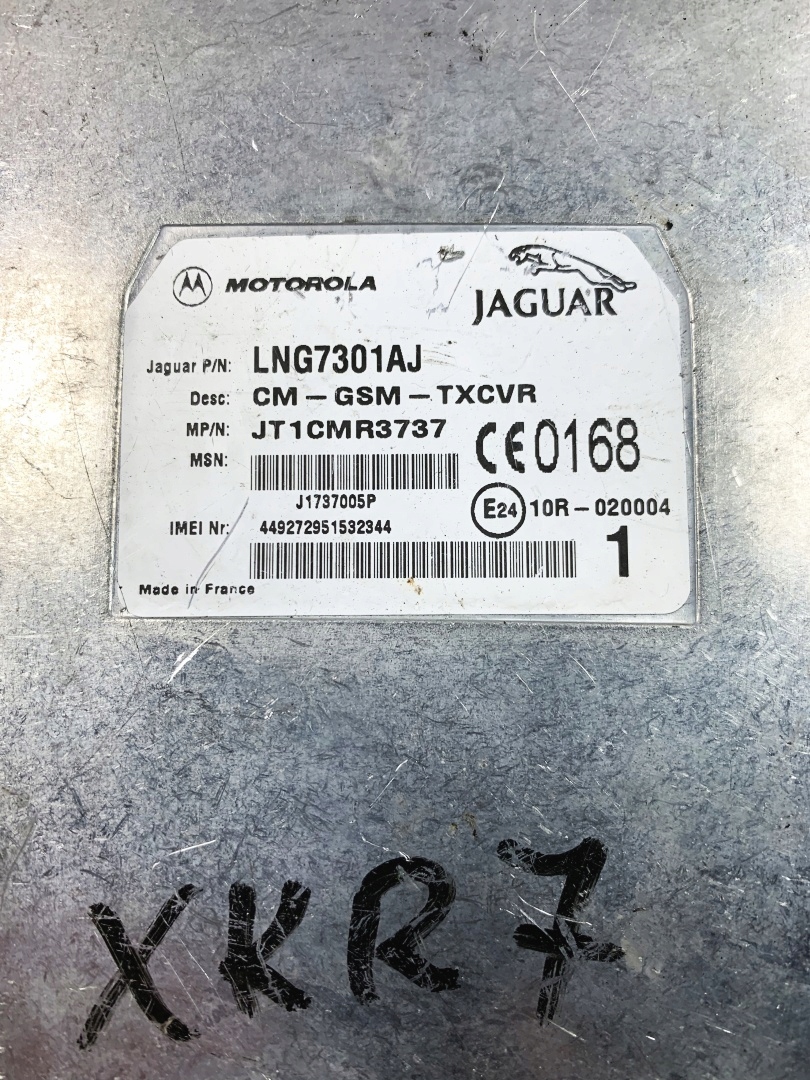 MOTOROLA
JAGUAR
Jaguar P/N: LNG7301AJ
Desc: CM-GSM-TXCVR
MP/N: JT1CMR3737
CE0168
MSN:
J1737005P
E24 10R-020004
IMEI Nr: 449272951532344
1
Made in France
XKR7